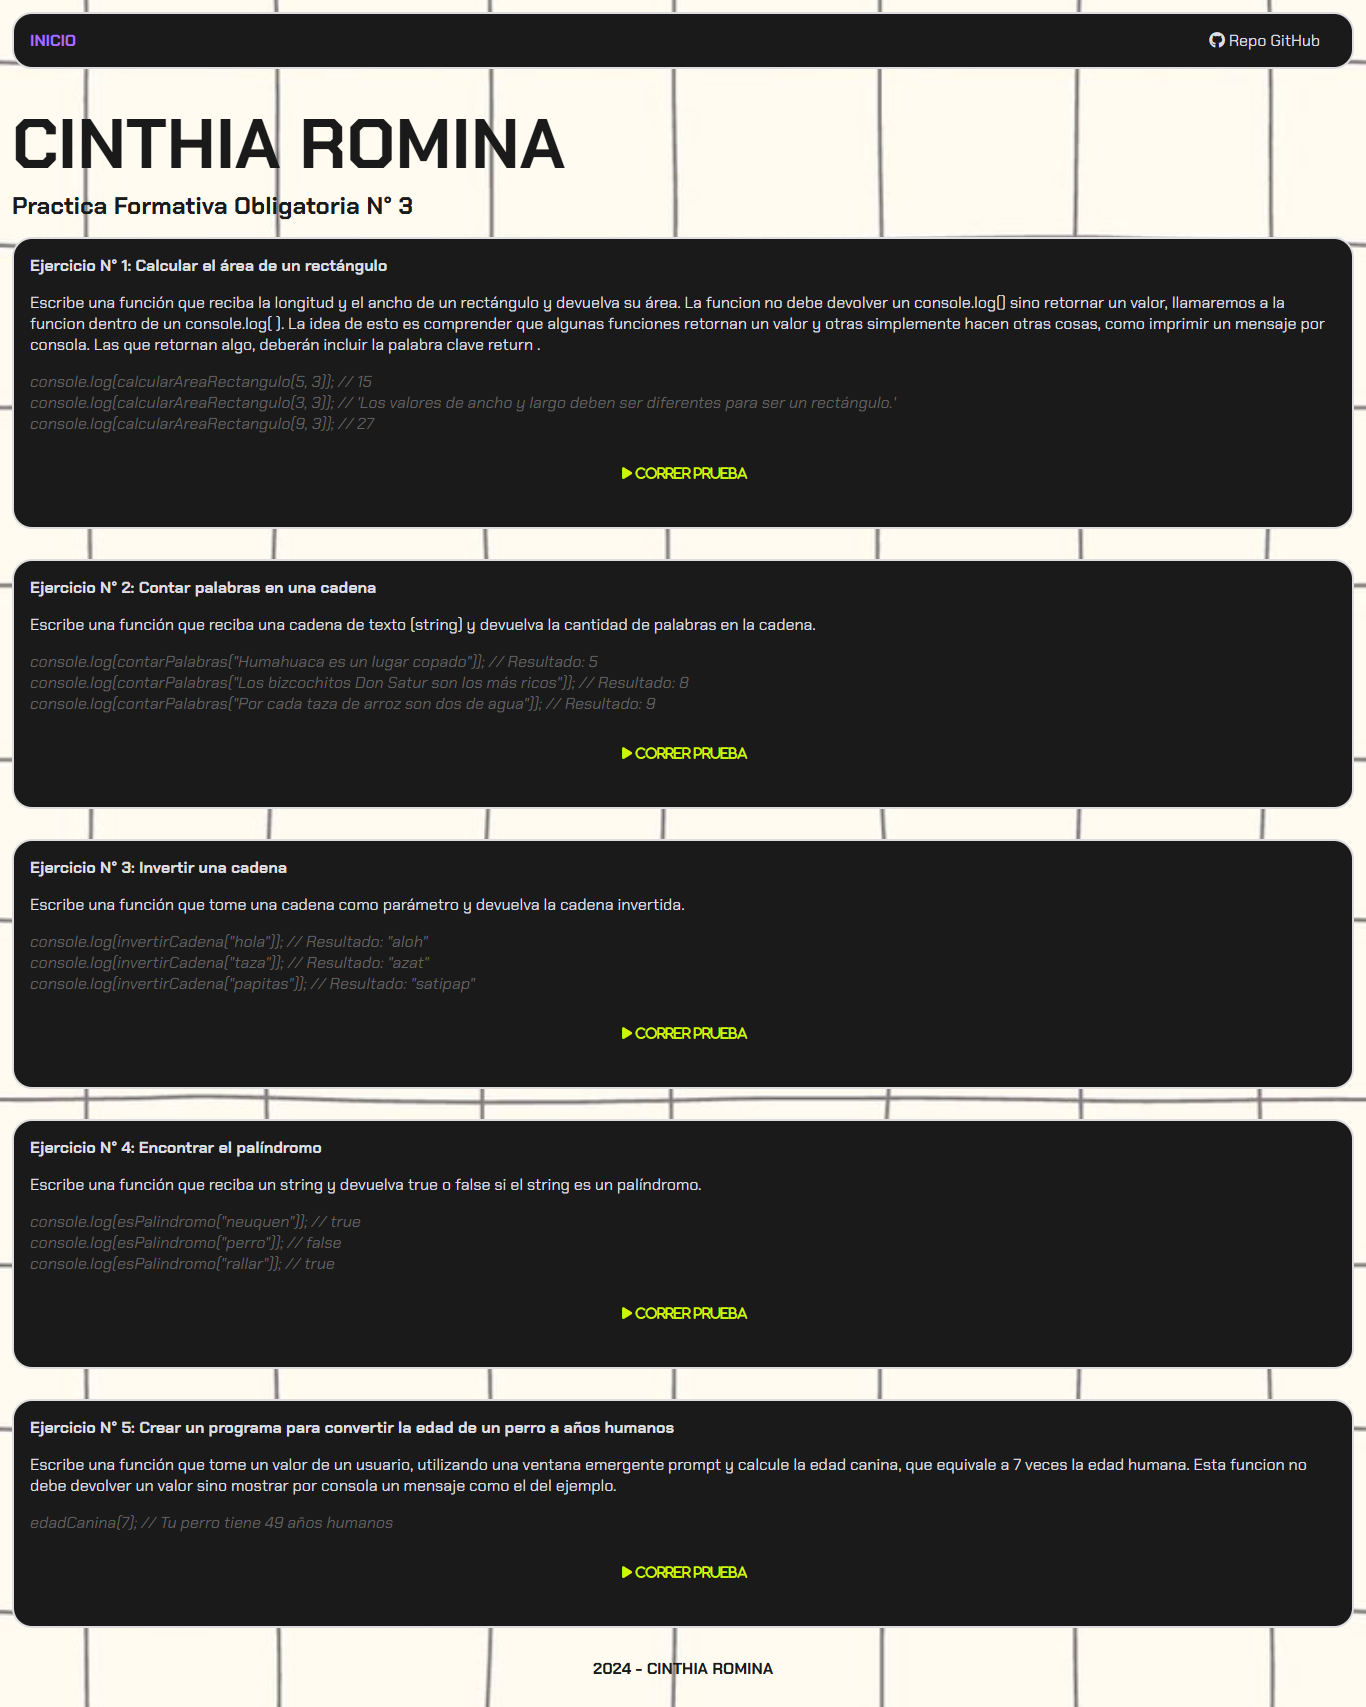 INICIO
Repo GitHub
CINTHIA ROMINA
Practica Formativa Obligatoria N° 3
Ejercicio N° 1: Calcular el área de un rectángulo
Escribe una función que reciba la longitud y el ancho de un rectángulo y devuelva su área. La funcion no debe devolver un console.log() sino retornar un valor, llamaremos a la
funcion dentro de un console.log( ). La idea de esto es comprender que algunas funciones retornan un valor y otras simplemente hacen otras cosas, como imprimir un mensaje por
consola. Las que retornan algo, deberán incluir la palabra clave return .
console.log(calcularAreaRectangulo(5, 3)); // 15
console.log(calcularAreaRectangulo(3, 3)); // 'Los valores de ancho y largo deben ser diferentes para ser un rectángulo.'
console.log(calcularAreaRectangulo(9, 3)); // 27
CORRER PRUEBA
Ejercicio N° 2: Contar palabras en una cadena
Escribe una función que reciba una cadena de texto (string) y devuelva la cantidad de palabras en la cadena.
console.log(contarPalabras("Humahuaca es un lugar copado")); // Resultado: 5
console.log(contarPalabras("Los bizcochitos Don Satur son los más ricos")); // Resultado: 8
console.log(contarPalabras("Por cada taza de arroz son dos de agua")); // Resultado: 9
CORRER PRUEBA
Ejercicio N° 3: Invertir una cadena
Escribe una función que tome una cadena como parámetro y devuelva la cadena invertida.
console.log(invertirCadena("hola")); // Resultado: "aloh"
console.log(invertirCadena("taza")); // Resultado: "azat"
console.log(invertirCadena("papitas")); // Resultado: "satipap"
CORRER PRUEBA
Ejercicio N° 4: Encontrar el palíndromo
Escribe una función que reciba un string y devuelva true o false si el string es un palíndromo.
console.log(esPalindromo("neuquen")); // true
console.log(esPalindromo("perro")); // false
console.log(esPalindromo("rallar")); // true
CORRER PRUEBA
Ejercicio N° 5: Crear un programa para convertir la edad de un perro a años humanos
Escribe una función que tome un valor de un usuario, utilizando una ventana emergente prompt y calcule la edad canina, que equivale a 7 veces la edad humana. Esta funcion no
debe devolver un valor sino mostrar por consola un mensaje como el del ejemplo.
edadCanina(7); // Tu perro tiene 49 años humanos
CORRER PRUEBA
2024 - CINTHIA ROMINA